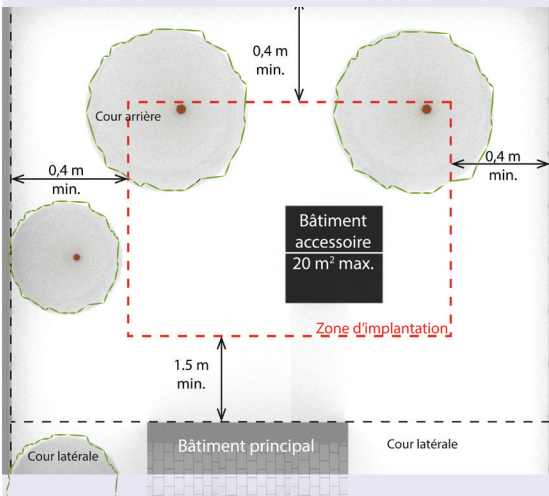 0,4 m
min.
Cour arrière
0,4 m
min.
0,4 m
min.
Bâtiment
accessoire
20 m² max.
Zone d'implantation
1.5 m
min.
Bâtiment principal
Cour latérale
Cour latérale